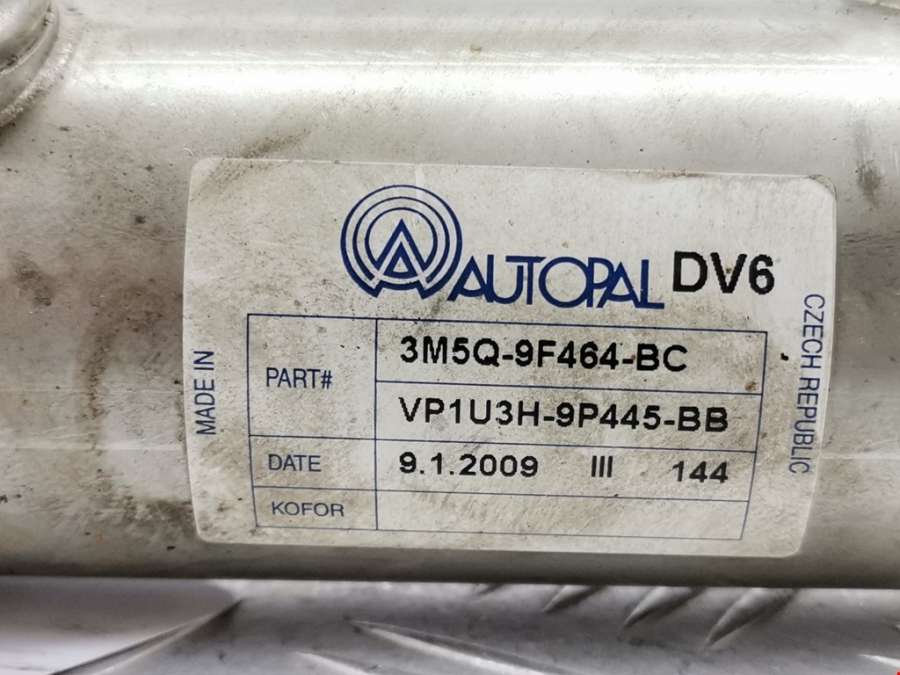 AUTOPAL DV6
MADE IN
CZECH REPUBLIC
PART#
3M5Q-9F464-BC
VP1U3H-9P445-BB
DATE 9.1.2009 III 144
KOFOR